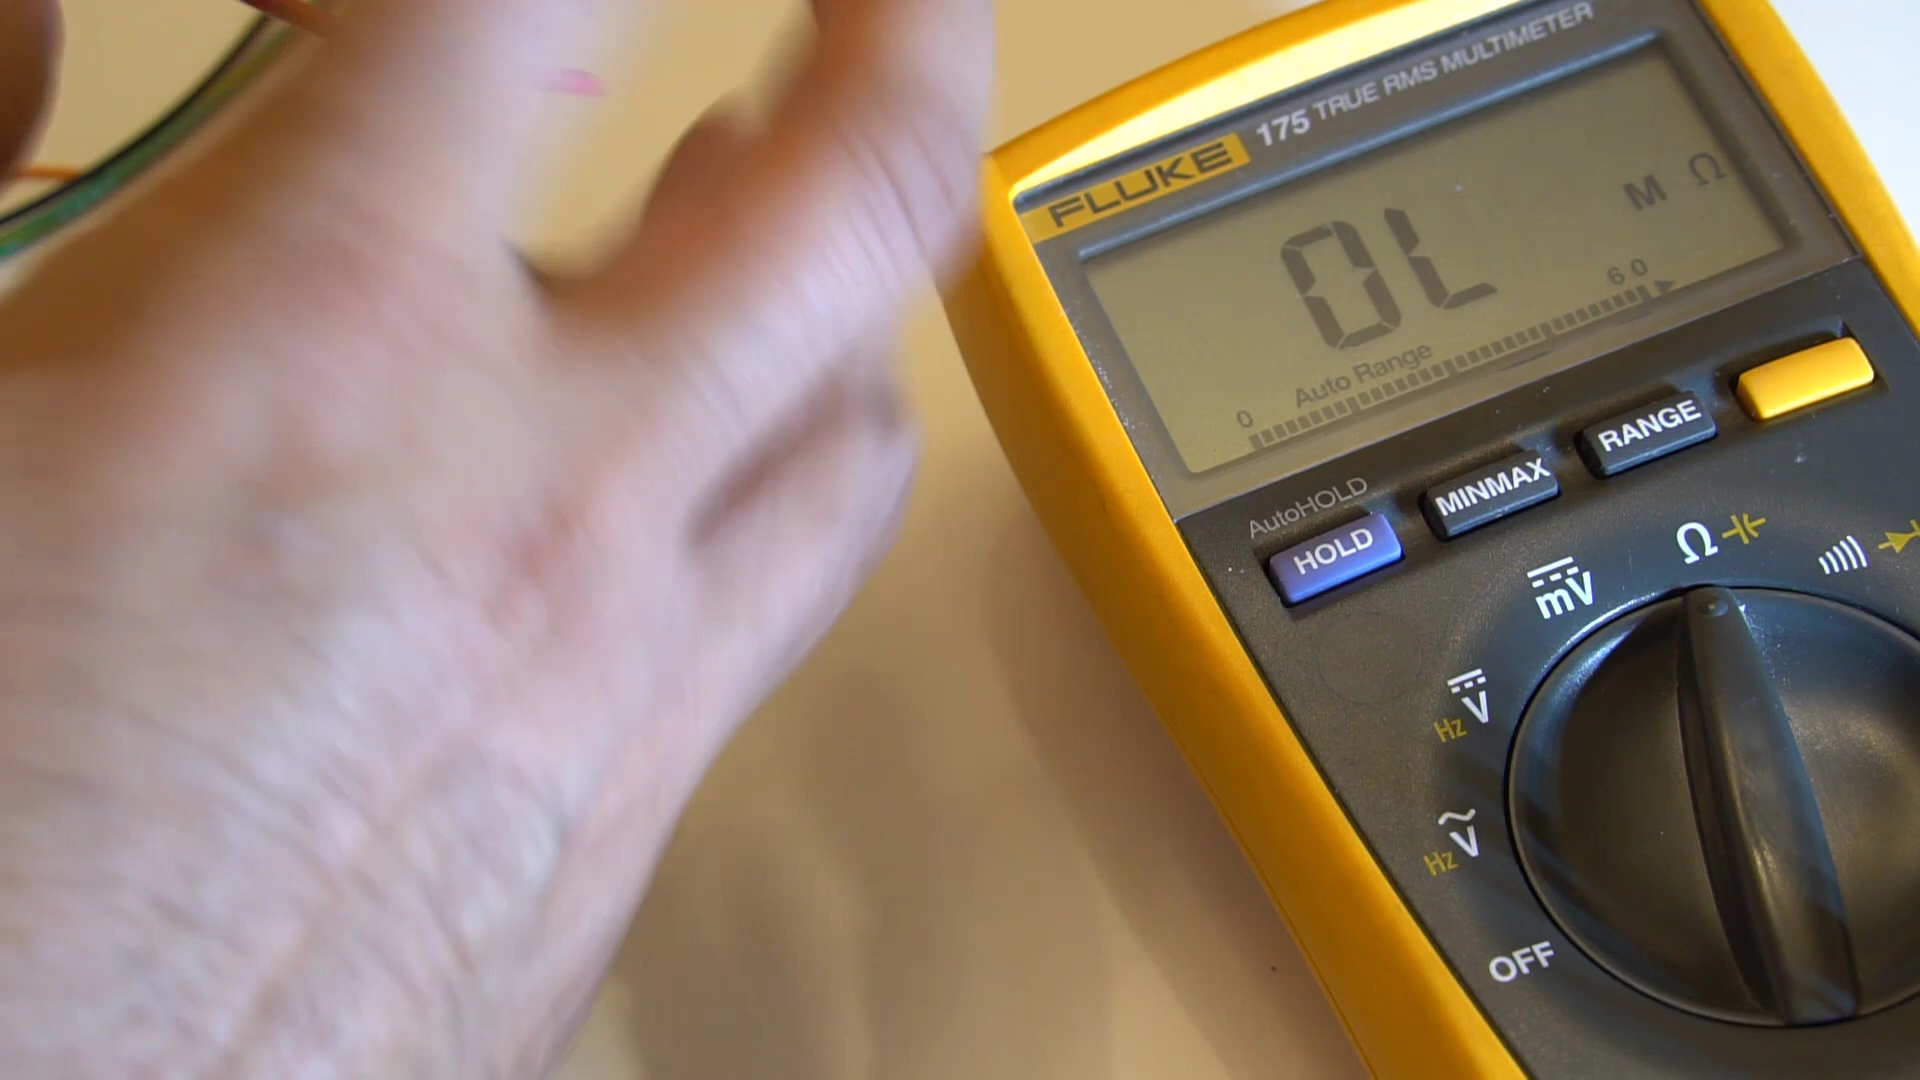 FLUKE 175 TRUE RMS MULTIMETER
OL M Ω
0 Auto Range 60
AutoHOLD
HOLD MINMAX RANGE
mV Ω
Hz V
Hz V
OFF